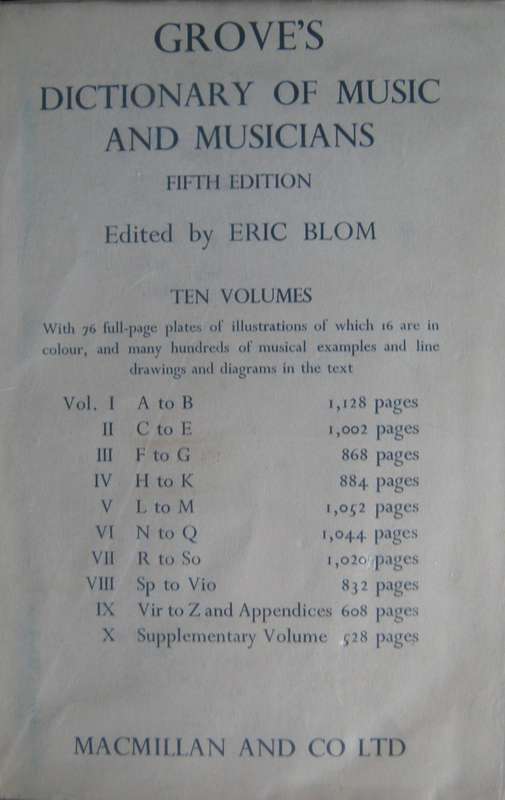 GROVE'S
DICTIONARY OF MUSIC
AND MUSICIANS
FIFTH EDITION
Edited by ERIC BLOM
TEN VOLUMES
With 76 full-page plates of illustrations of which 16 are in
colour, and many hundreds of musical examples and line
drawings and diagrams in the text
Vol. I A to B 1,128 pages
II C to E 1,002 pages
III F to G 868 pages
IV H to K 884 pages
V L to M 1,052 pages
VI N to Q 1,044 pages
VII R to So 1,020 pages
VIII Sp to Vio 832 pages
IX Vir to Z and Appendices 608 pages
X Supplementary Volume 528 pages
MACMILLAN AND CO LTD